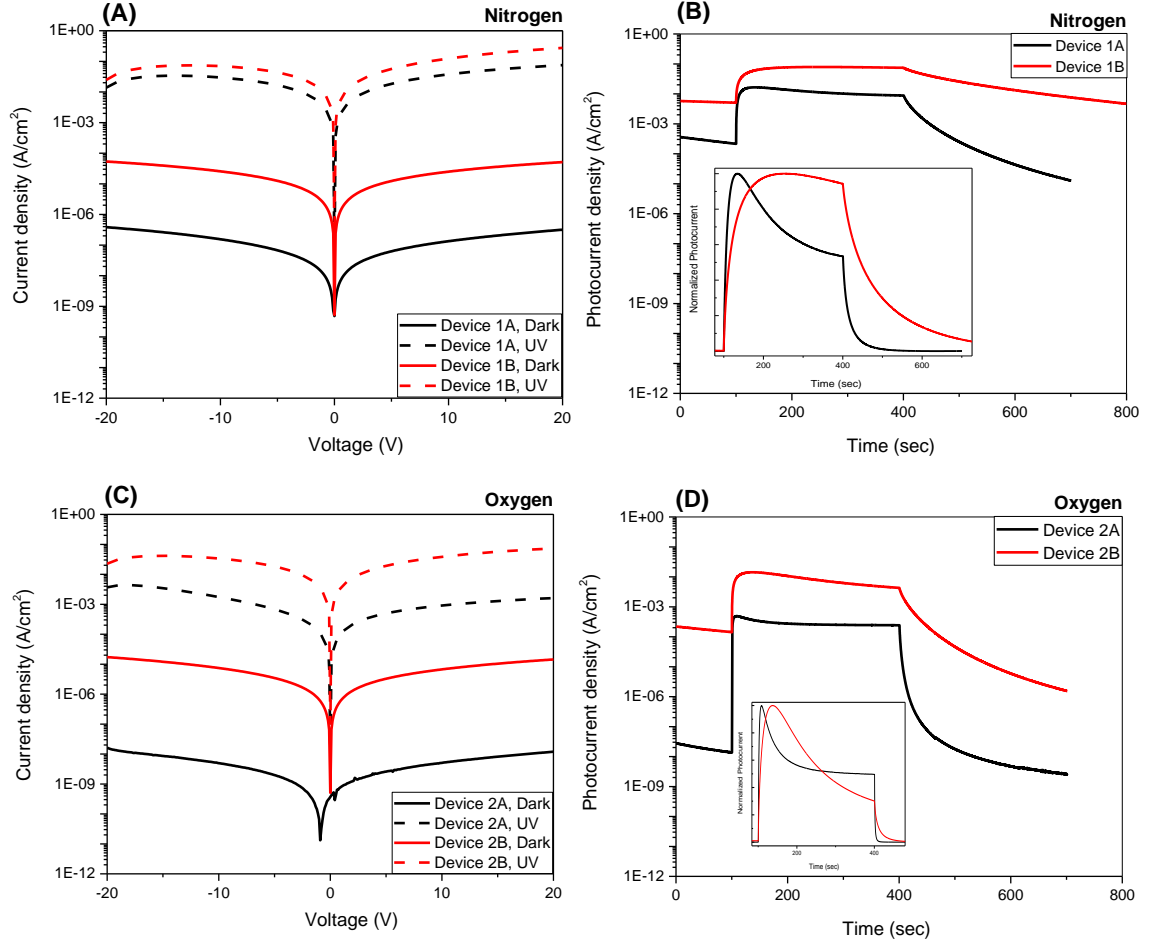 (A)
Nitrogen
1E+00
1E-03
1E-06
1E-09
1E-12
Current density (A/cm²)
Device 1A, Dark
Device 1A, UV
Device 1B, Dark
Device 1B, UV
-20
-10
0
10
20
Voltage (V)
(B)
Nitrogen
Device 1A
Device 1B
1E+00
1E-03
1E-06
1E-09
1E-12
Photocurrent density (A/cm²)
Normalized Photocurrent
200
400
600
Time (sec)
0
200
400
600
800
Time (sec)
(C)
Oxygen
1E+00
1E-03
1E-06
1E-09
1E-12
Current density (A/cm²)
Device 2A, Dark
Device 2A, UV
Device 2B, Dark
Device 2B, UV
-20
-10
0
10
20
Voltage (V)
(D)
Oxygen
Device 2A
Device 2B
1E+00
1E-03
1E-06
1E-09
1E-12
Photocurrent density (A/cm²)
Normalized Photocurrent
200
400
Time (sec)
0
200
400
600
800
Time (sec)